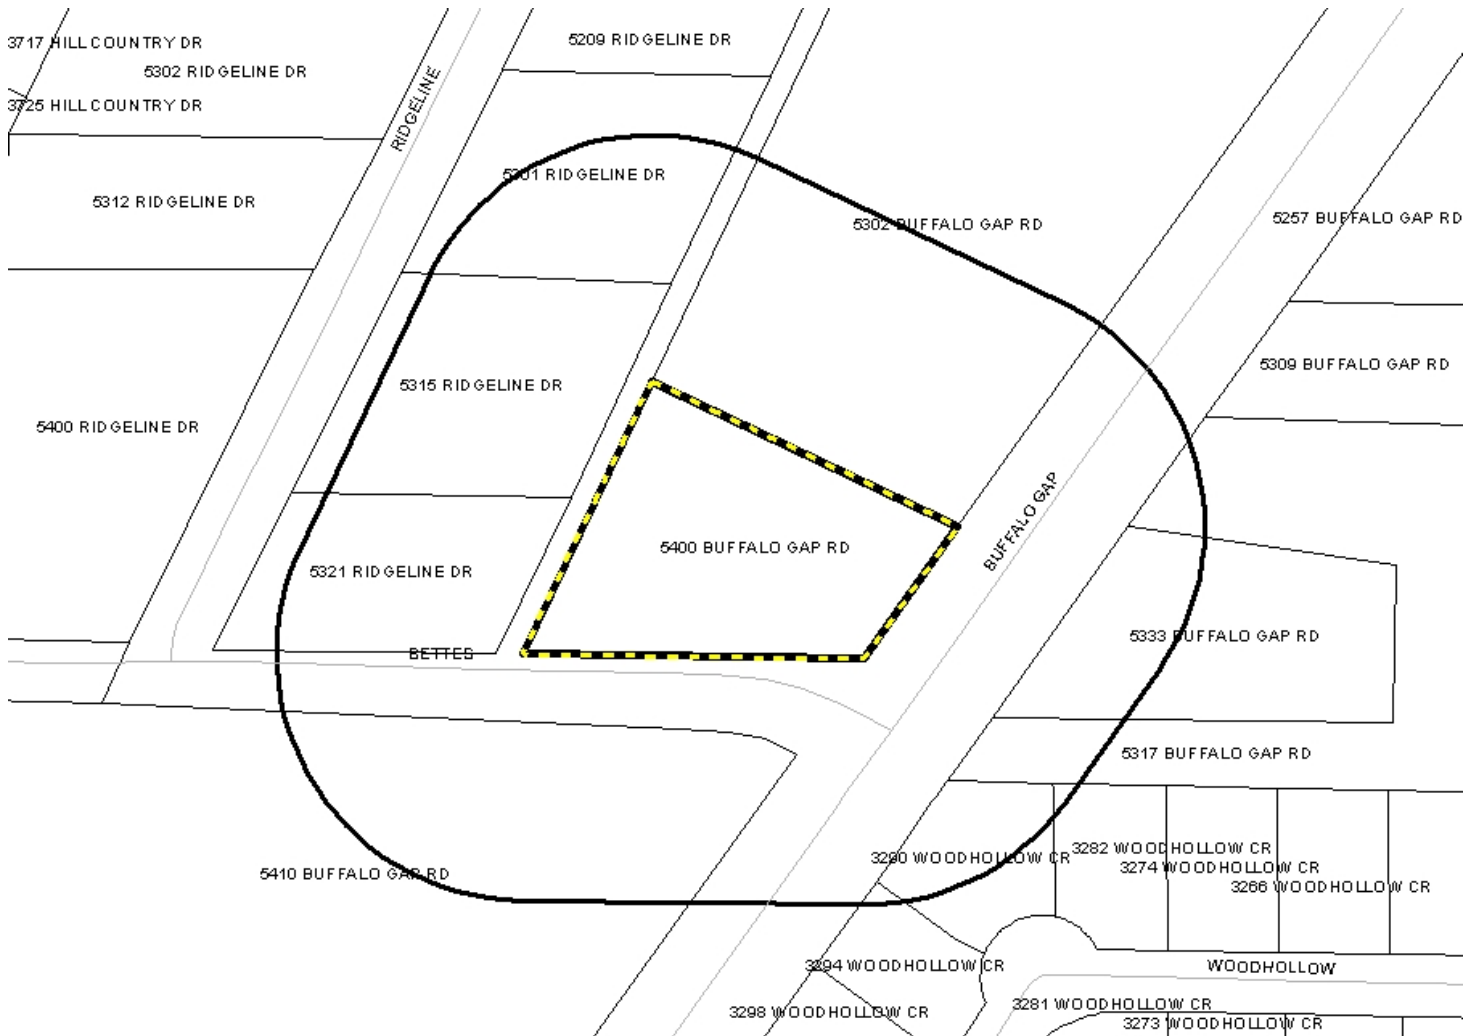 5209 RIDGELINE DR
3717 HILL COUNTRY DR
5302 RIDGELINE DR
3725 HILL COUNTRY DR
RIDGELINE
5301 RIDGELINE DR
5312 RIDGELINE DR
5302 BUFFALO GAP RD
5257 BUFFALO GAP RD
5309 BUFFALO GAP RD
5315 RIDGELINE DR
5400 RIDGELINE DR
BUFFALO GAP
5400 BUFFALO GAP RD
5321 RIDGELINE DR
5333 BUFFALO GAP RD
BETTES
5317 BUFFALO GAP RD
3282 WOODHOLLOW CR
3290 WOODHOLLOW CR
3274 WOODHOLLOW CR
5410 BUFFALO GAP RD
3266 WOODHOLLOW CR
3294 WOODHOLLOW CR
WOODHOLLOW
3281 WOODHOLLOW CR
3298 WOODHOLLOW CR
3273 WOODHOLLOW CR